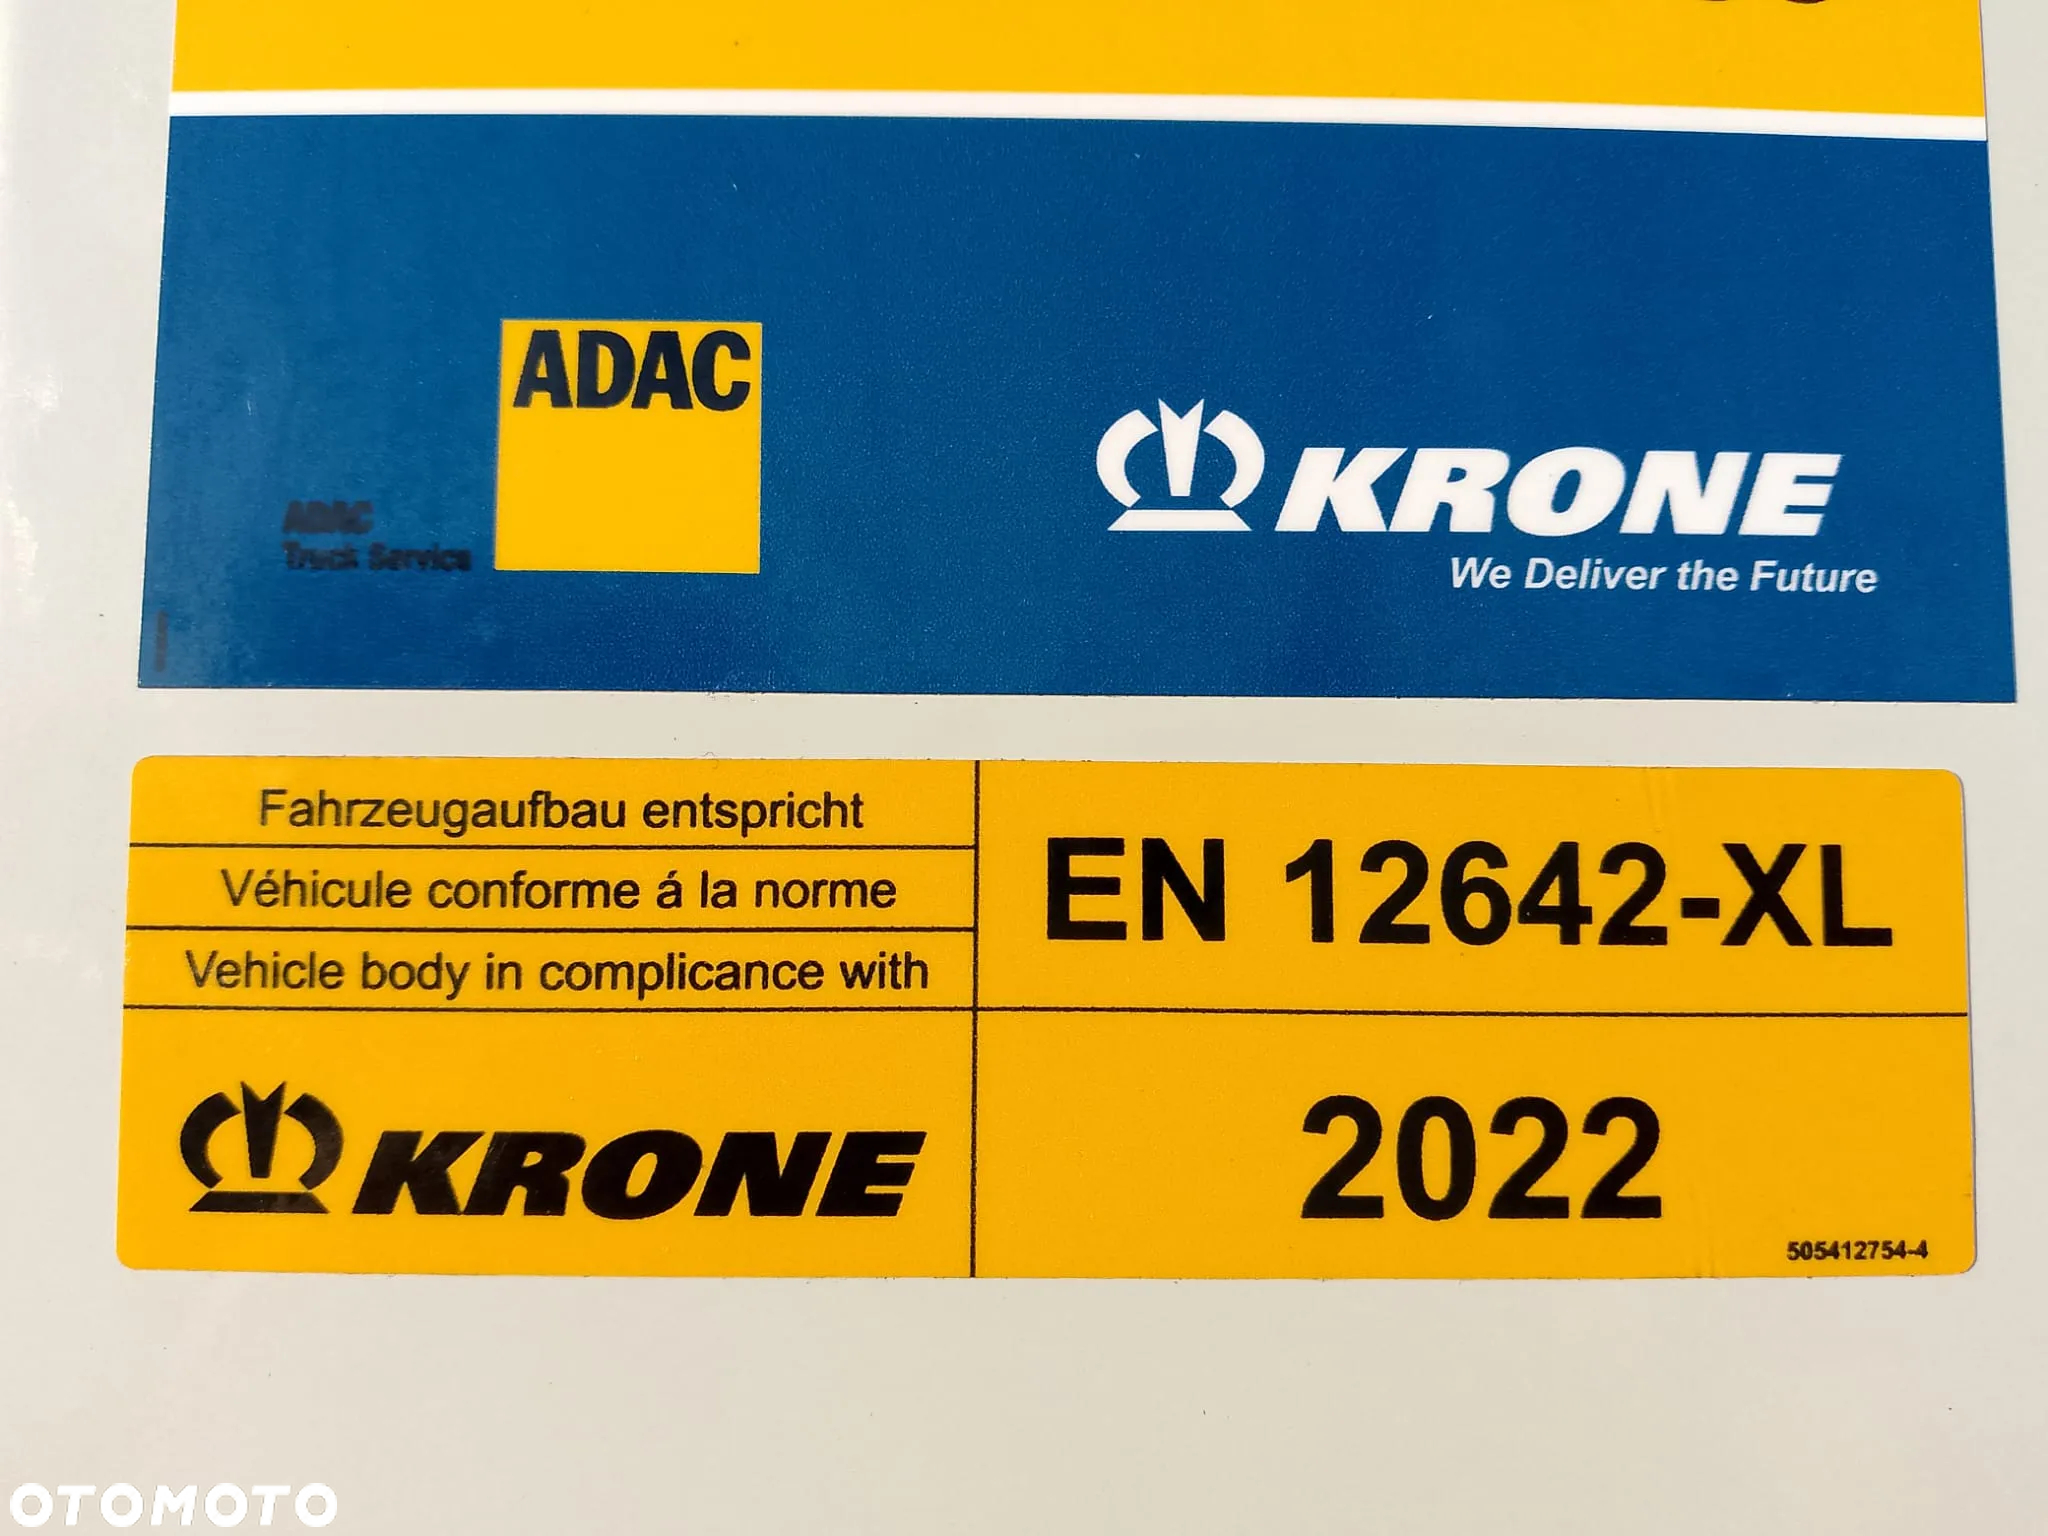 ADAC
ADAC
Truck Service
KRONE
We Deliver the Future
Fahrzeugaufbau entspricht
Véhicule conforme á la norme
Vehicle body in complicance with
EN 12642-XL
KRONE
2022
505412754-4
OTOMOTO